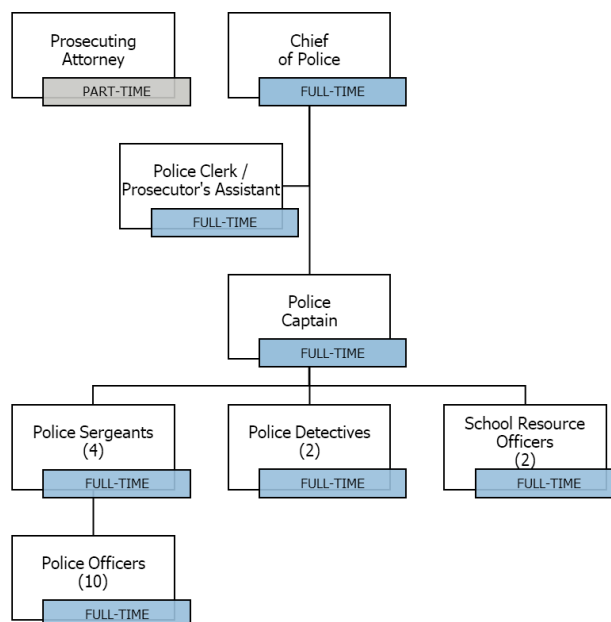 Prosecuting
Attorney
PART-TIME
Chief
of Police
FULL-TIME
Police Clerk /
Prosecutor's Assistant
FULL-TIME
Police
Captain
FULL-TIME
Police Sergeants
(4)
FULL-TIME
Police Detectives
(2)
FULL-TIME
School Resource
Officers
(2)
FULL-TIME
Police Officers
(10)
FULL-TIME